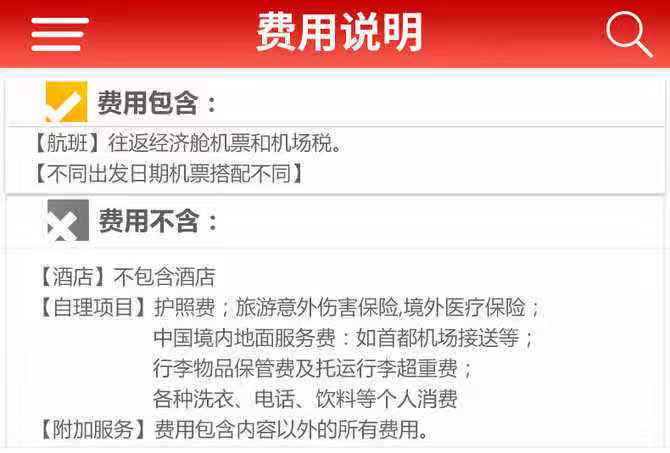 费用说明
费用包含：
【航班】往返经济舱机票和机场税。
【不同出发日期机票搭配不同】
费用不含：
【酒店】不包含酒店
【自理项目】护照费；旅游意外伤害保险,境外医疗保险；
中国境内地面服务费：如首都机场接送等；
行李物品保管费及托运行李超重费；
各种洗衣、电话、饮料等个人消费
【附加服务】费用包含内容以外的所有费用。